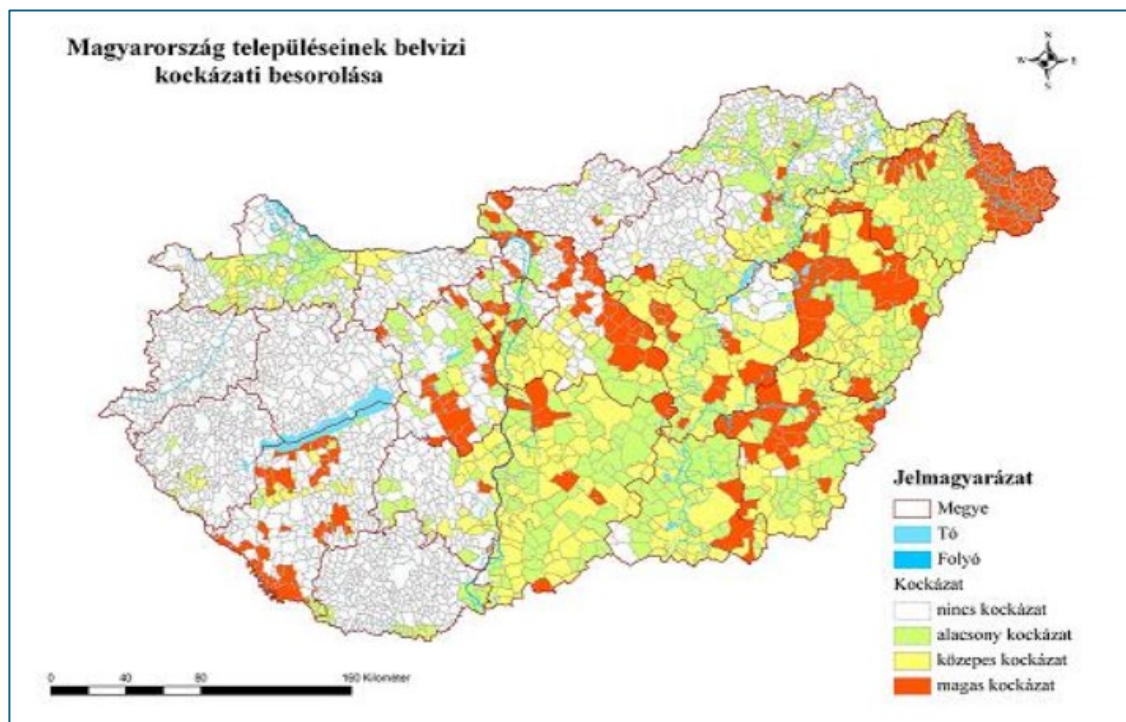 Magyarország településeinek belvizi
kockázati besorolása
N
W E
S
Jelmagyarázat
Megye
Tó
Folyó
Kockázat
nincs kockázat
alacsony kockázat
közepes kockázat
magas kockázat
0 40 80 160 Kilométer